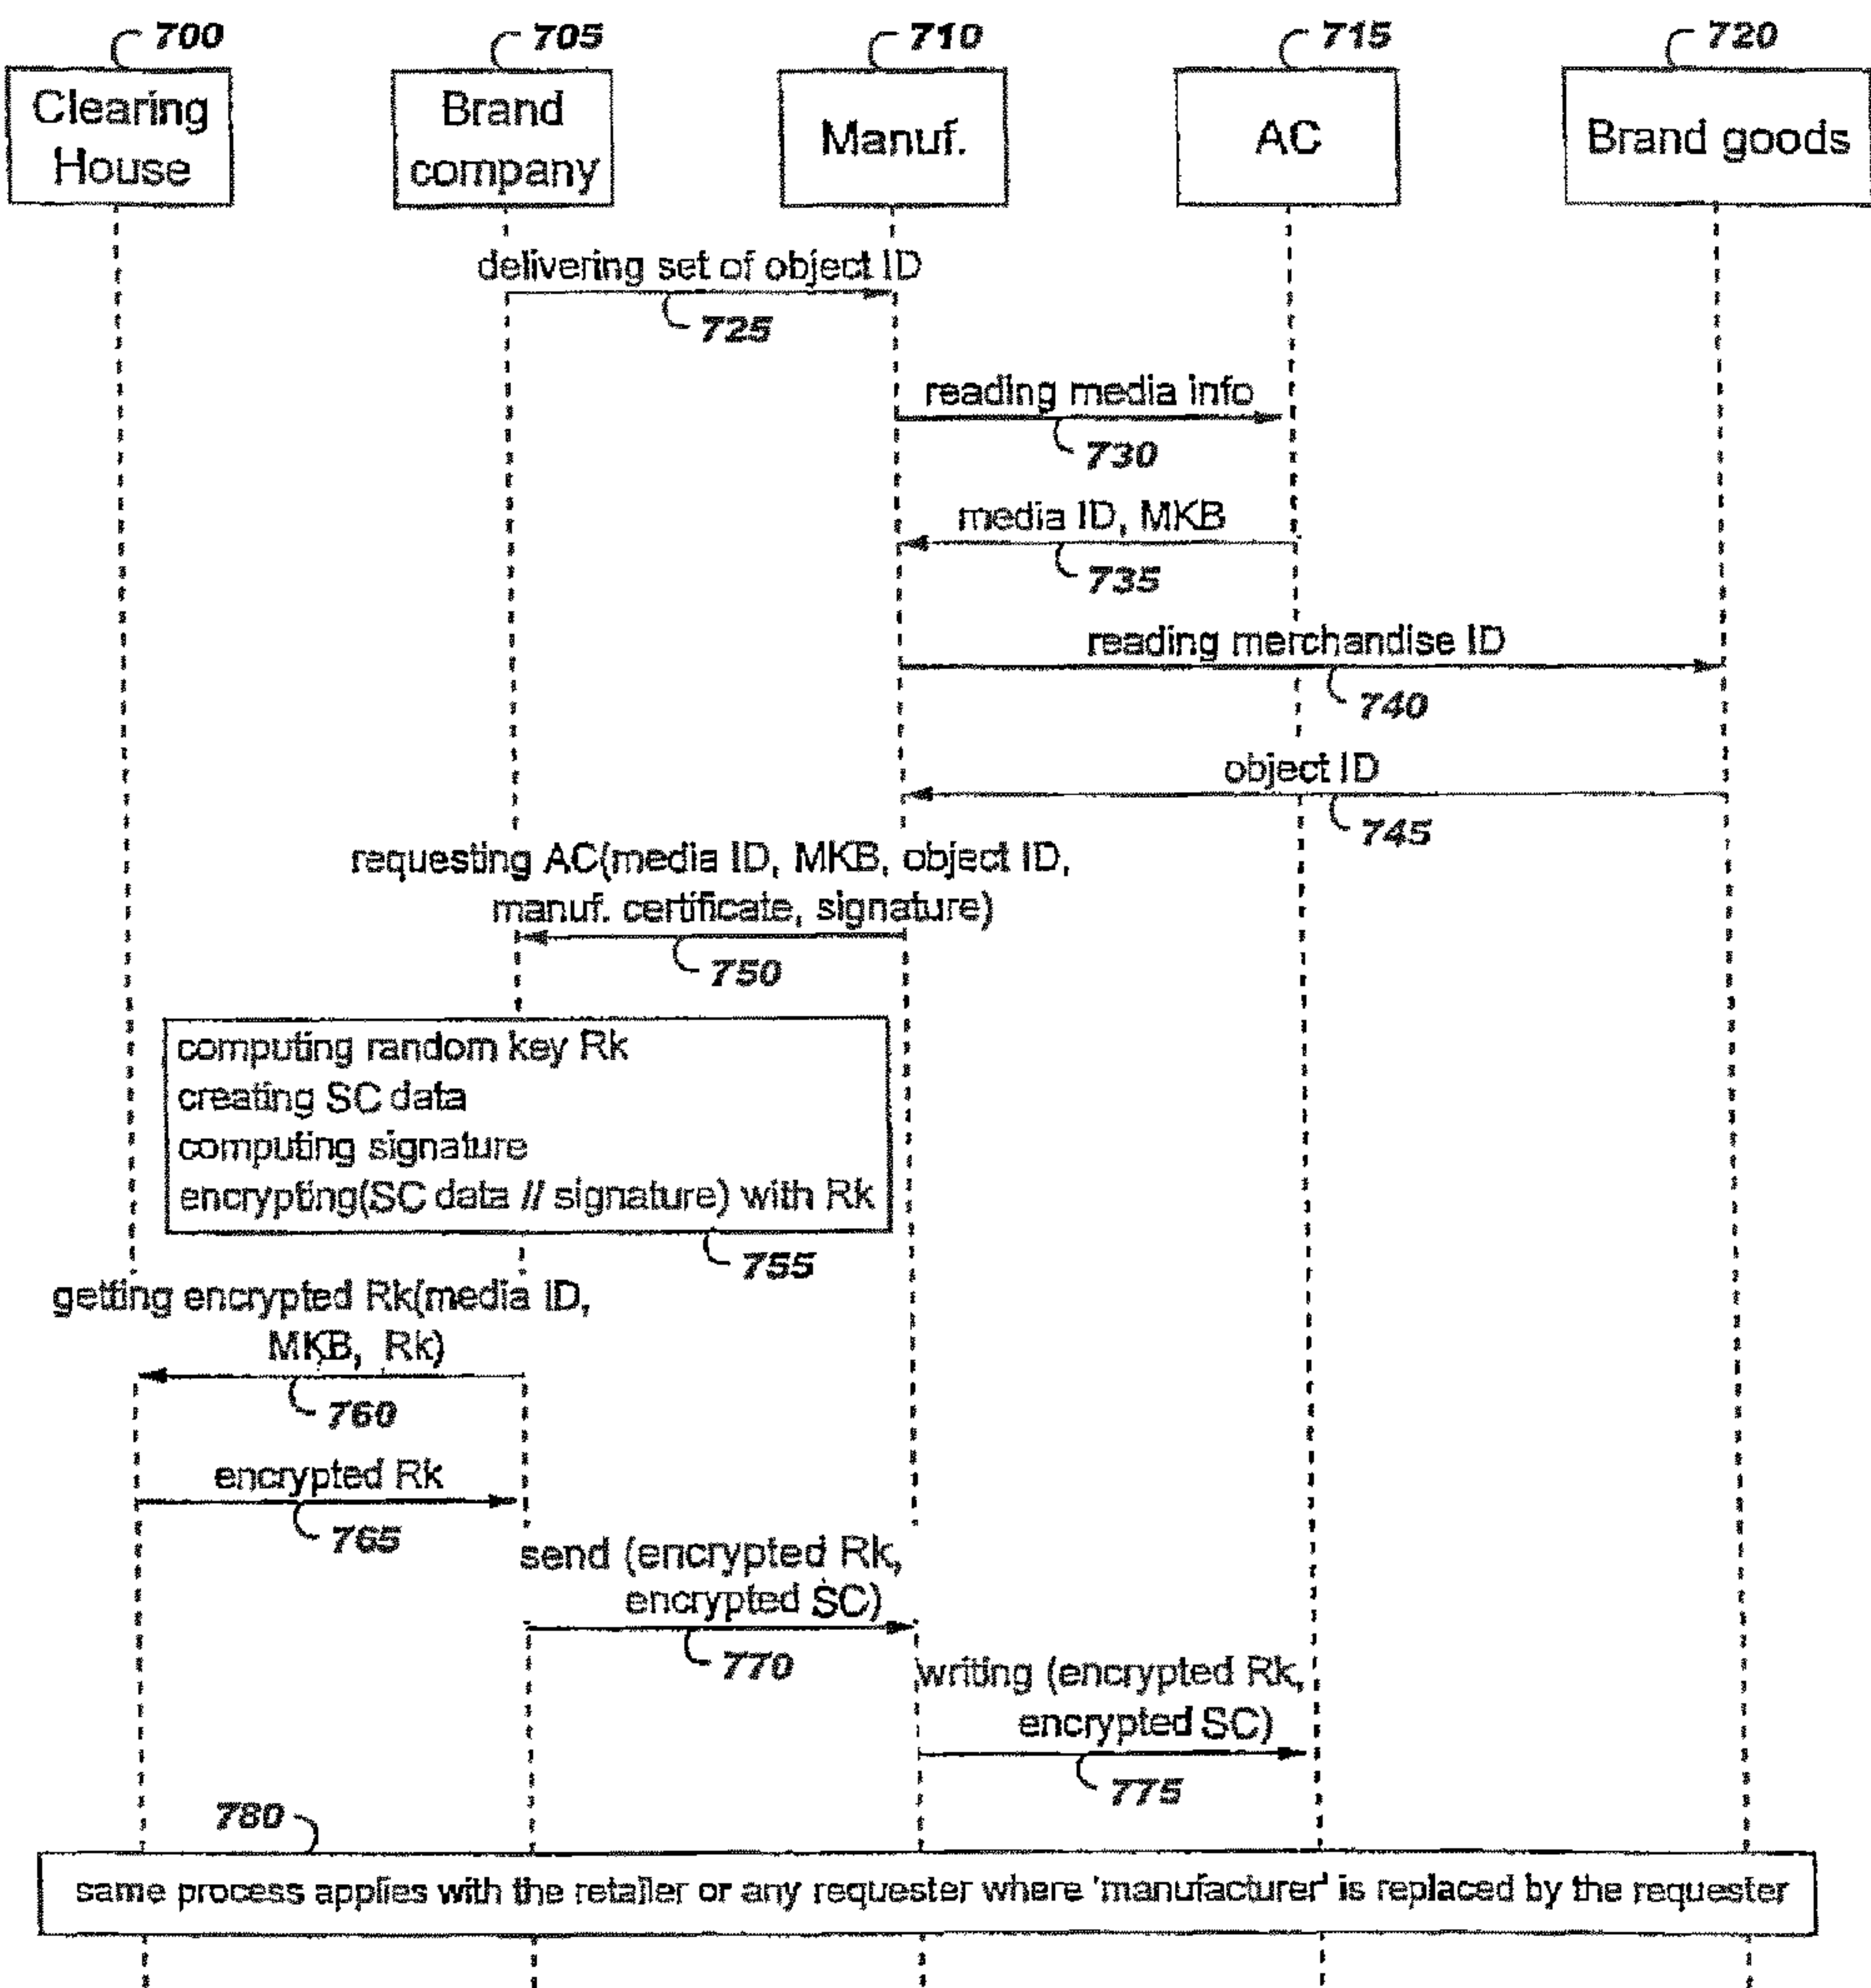 700
705
710
715
720
Clearing
House
Brand
company
Manuf.
AC
Brand goods
delivering set of object ID
725
reading media info
730
media ID, MKB
735
reading merchandise ID
740
object ID
745
requesting AC(media ID, MKB, object ID,
manuf. certificate, signature)
750
computing random key Rk
creating SC data
computing signature
encrypting(SC data // signature) with Rk
755
getting encrypted Rk(media ID,
MKB, Rk)
760
encrypted Rk
765
send (encrypted Rk,
encrypted SC)
770
writing (encrypted Rk,
encrypted SC)
775
780
same process applies with the retailer or any requester where 'manufacturer' is replaced by the requester